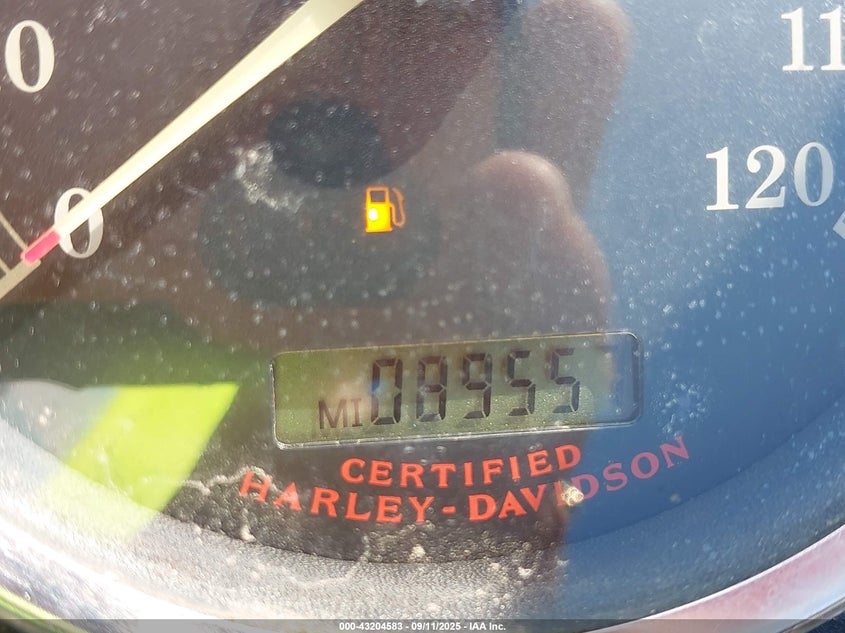 0
11
120
0
MI 08955
CERTIFIED
HARLEY-DAVIDSON
000-43204583 - 09/11/2025 - IAA Inc.